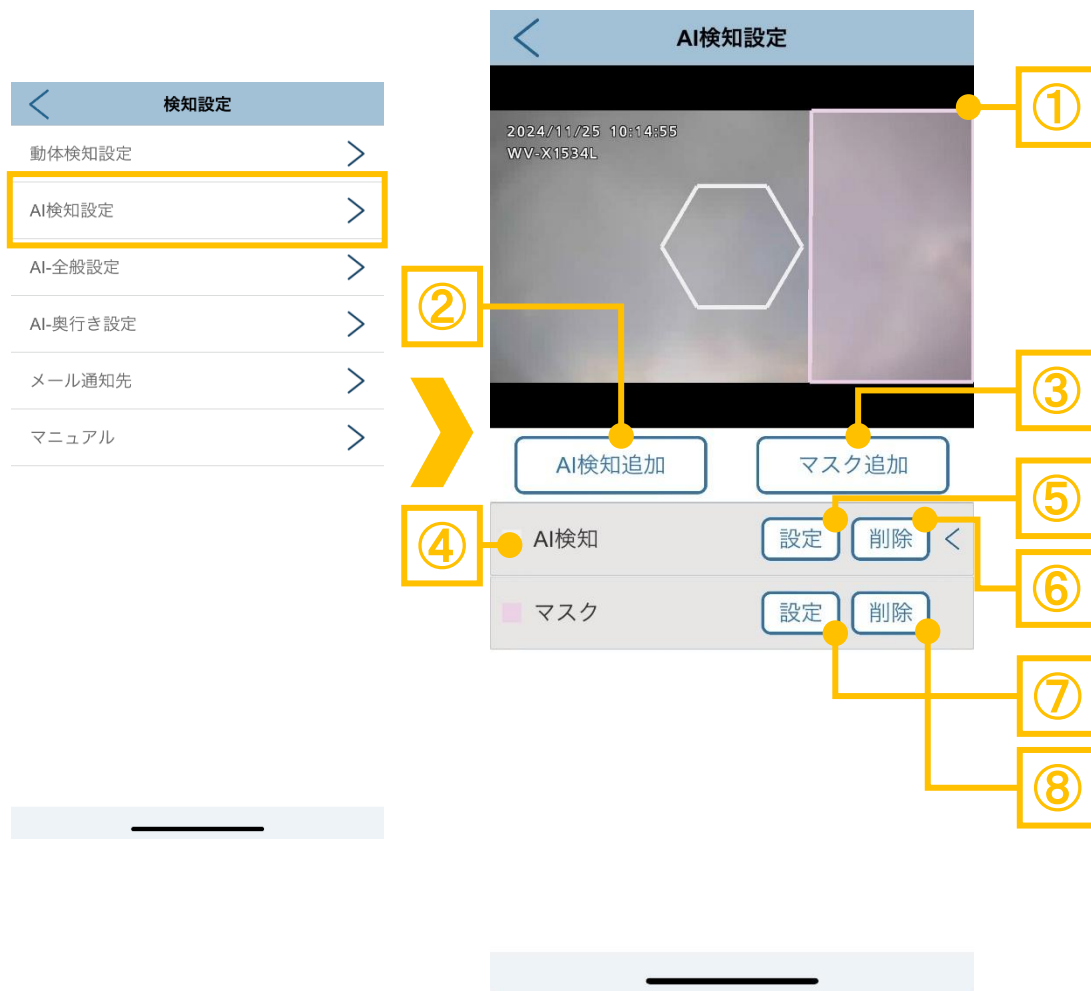 検知設定
動体検知設定
AI検知設定
AI-全般設定
AI-奥行き設定
メール通知先
マニュアル
AI検知設定
2024/11/25 10:14:55
WV-X1534L
①
②
③
AI検知追加
マスク追加
④
AI検知
設定
削除
⑤
⑥
マスク
設定
削除
⑦
⑧